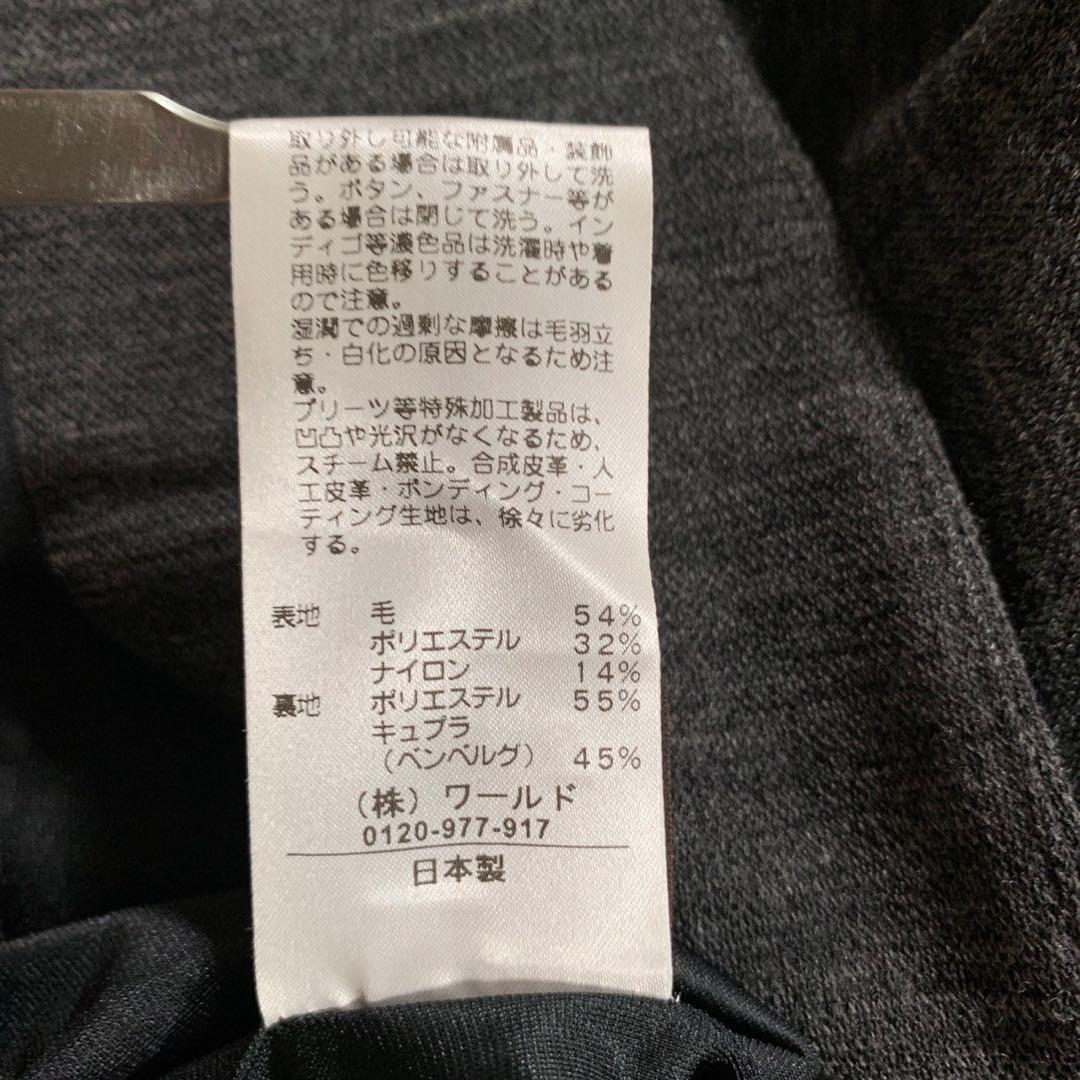 取り外し可能な附属品・装飾
品がある場合は取り外して洗
う。ボタン、ファスナー等が
ある場合は閉じて洗う。イン
ディゴ等濃色品は洗濯時や着
用時に色移りすることがある
ので注意。
湿潤での過剰な摩擦は毛羽立
ち・白化の原因となるため注
意。
プリーツ等特殊加工製品は、
凹凸や光沢がなくなるため、
スチーム禁止。合成皮革・人
工皮革・ボンディング・コー
ティング生地は、徐々に劣化
する。
表地 毛 54%
ポリエステル 32%
ナイロン 14%
裏地 ポリエステル 55%
キュプラ
（ベンベルグ） 45%
（株）ワールド
0120-977-917
日本製